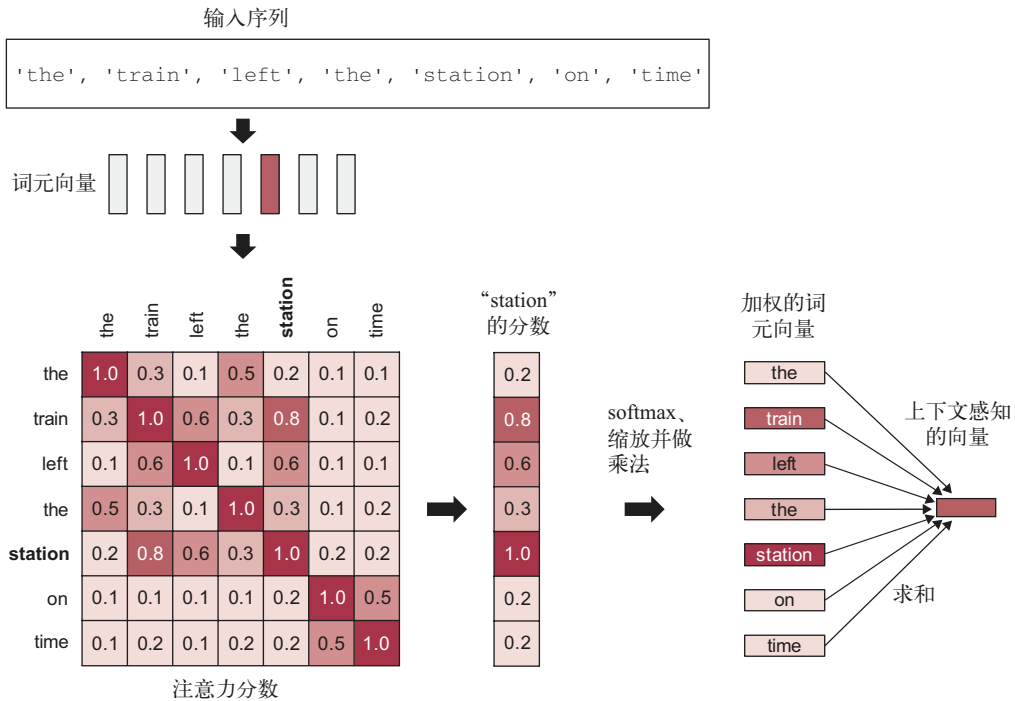 输入序列
'the', 'train', 'left', 'the', 'station', 'on', 'time'
词元向量
the train left the station on time
the 1.0 0.3 0.1 0.5 0.2 0.1 0.1
train 0.3 1.0 0.6 0.3 0.8 0.1 0.2
left 0.1 0.6 1.0 0.1 0.6 0.1 0.1
the 0.5 0.3 0.1 1.0 0.3 0.1 0.2
station 0.2 0.8 0.6 0.3 1.0 0.2 0.2
on 0.1 0.1 0.1 0.1 0.2 1.0 0.5
time 0.1 0.2 0.1 0.2 0.2 0.5 1.0
注意力分数
“station”
的分数
0.2
0.8
0.6
0.3
1.0
0.2
0.2
softmax、
缩放并做
乘法
加权的词
元向量
the
train
left
the
station
on
time
求和
上下文感知
的向量